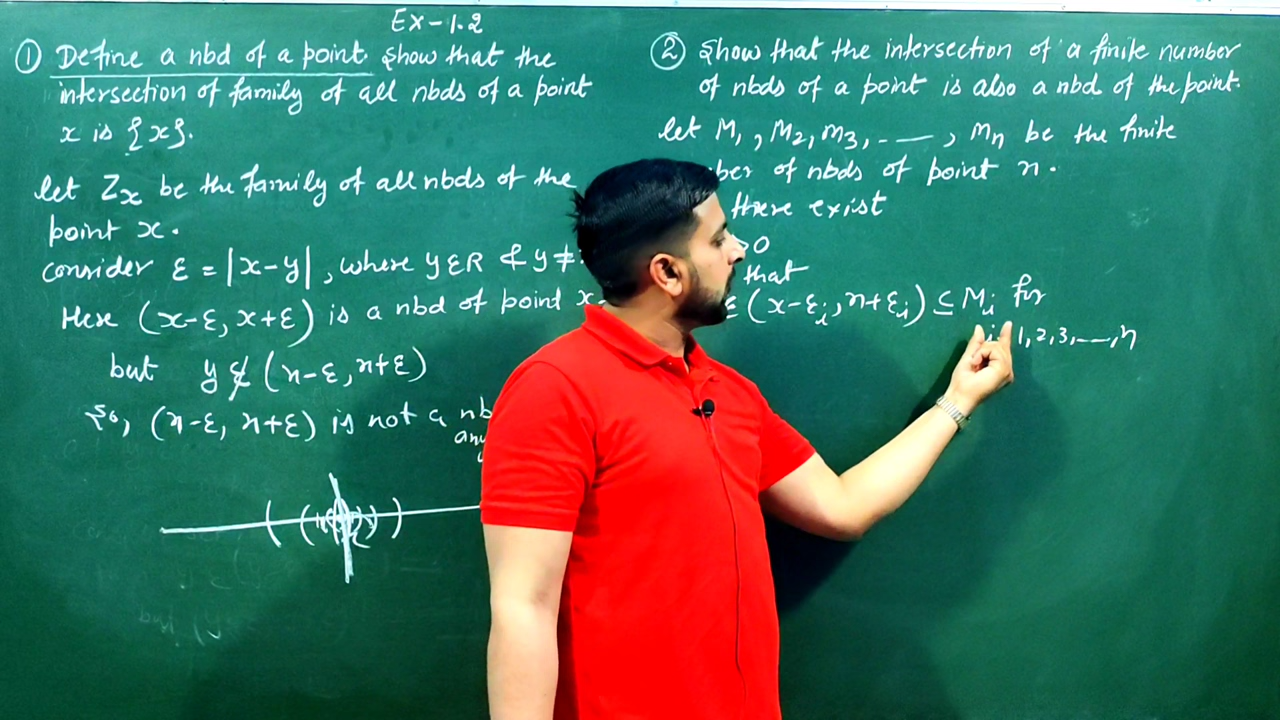 Ex-1.2
① Define a nbd of a point. Show that the
intersection of family of all nbds of a point
x is {x}.
let Zx be the family of all nbds of the
point x.
consider ε = |x-y|, where y∈R & y≠
Here (x-ε, x+ε) is a nbd of point x
but y ∉ (x-ε, x+ε)
So, (x-ε, x+ε) is not a nb
any
② Show that the intersection of a finite number
of nbds of a point is also a nbd of the point.
let M₁, M₂, M₃, -----, Mn be the finite
ber of nbds of point x.
there exist
>0
that
∈ (x-εi, x+εi) ⊆ Mi for
i= 1, 2, 3, ---, n